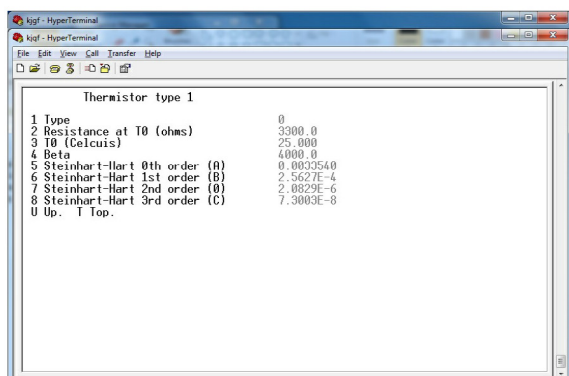 kjgf - HyperTerminal
kjgf - HyperTerminal
File Edit View Call Transfer Help
Thermistor type 1
1 Type 0
2 Resistance at T0 (ohms) 3300.0
3 T0 (Celcuis) 25.000
4 Beta 4000.0
5 Steinhart-Hart 0th order (A) 0.0033540
6 Steinhart-Hart 1st order (B) 2.5627E-4
7 Steinhart-Hart 2nd order (0) 2.0829E-6
8 Steinhart-Hart 3rd order (C) 7.3003E-8
U Up. T Top.